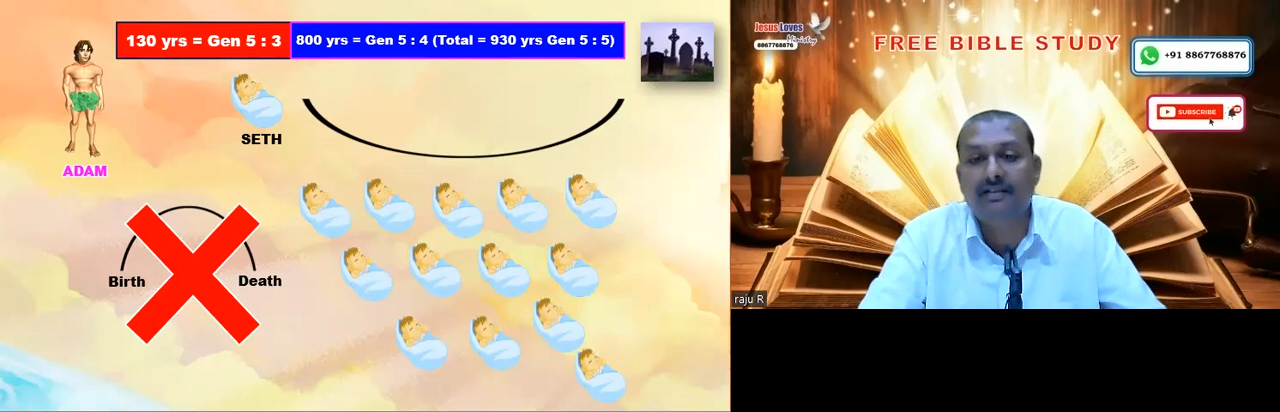 130 yrs = Gen 5 : 3
800 yrs = Gen 5 : 4 (Total = 930 yrs Gen 5 : 5)
SETH
ADAM
Birth
Death
Jesus Loves
Ministry
8867768876
FREE BIBLE STUDY
+91 8867768876
SUBSCRIBE
raju R